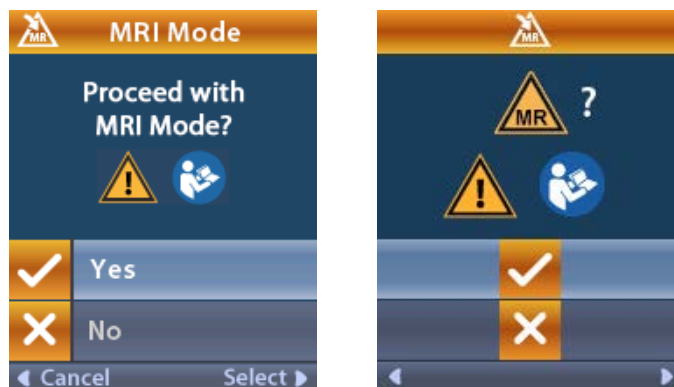 MR MRI Mode
Proceed with
MRI Mode?
!
Yes
No
Cancel Select
MR
MR ?
!